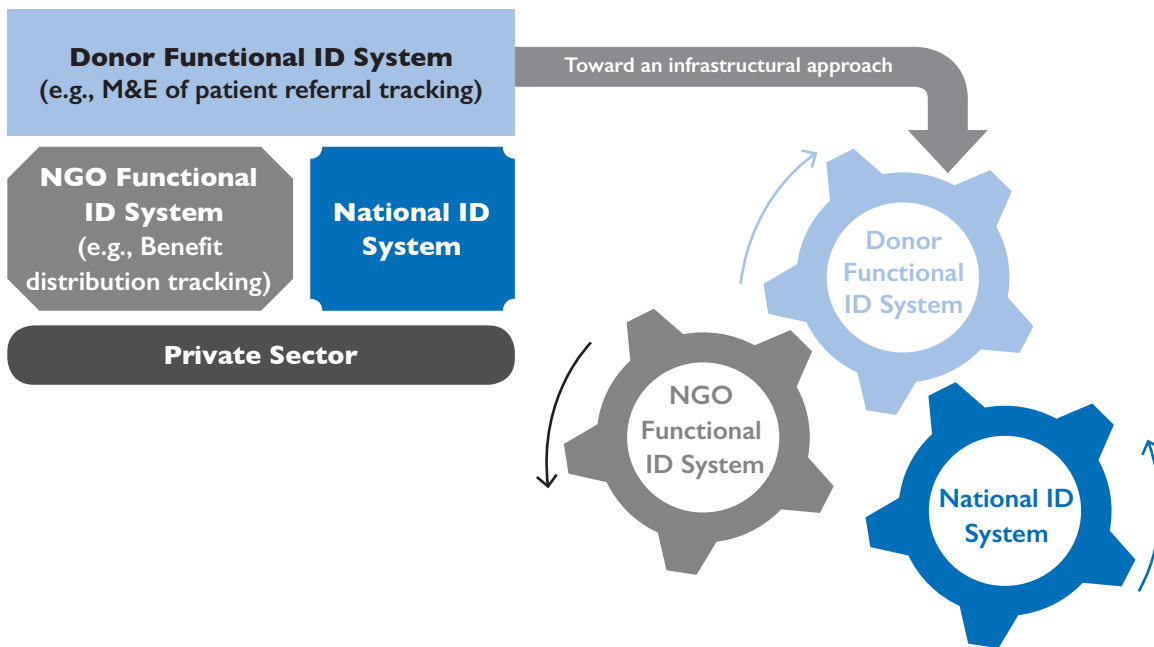 Donor Functional ID System
(e.g., M&E of patient referral tracking)
Toward an infrastructural approach
NGO Functional
ID System
(e.g., Benefit
distribution tracking)
National ID
System
Private Sector
Donor
Functional
ID System
NGO
Functional
ID System
National ID
System